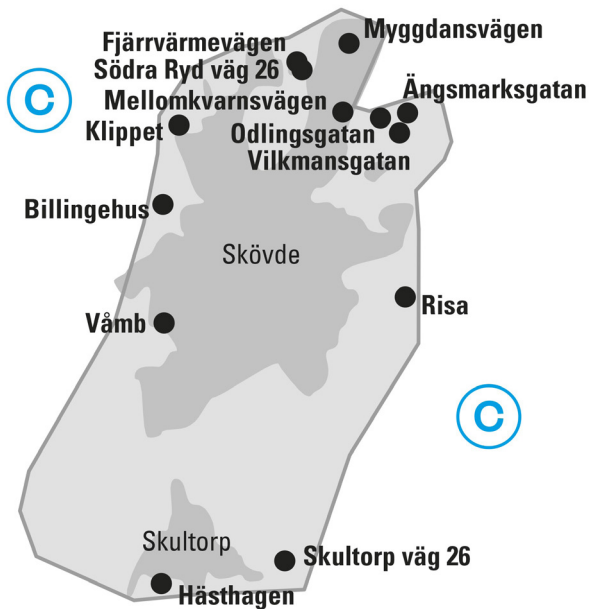 Myggdansvägen
Fjärrvärmevägen
Södra Ryd väg 26
C
Mellomkvarnsvägen
Ängsmarksgatan
Klippet
Odlingsgatan
Vilkmansgatan
Billingehus
Skövde
Risa
Våmb
C
Skultorp
Skultorp väg 26
Hästhagen